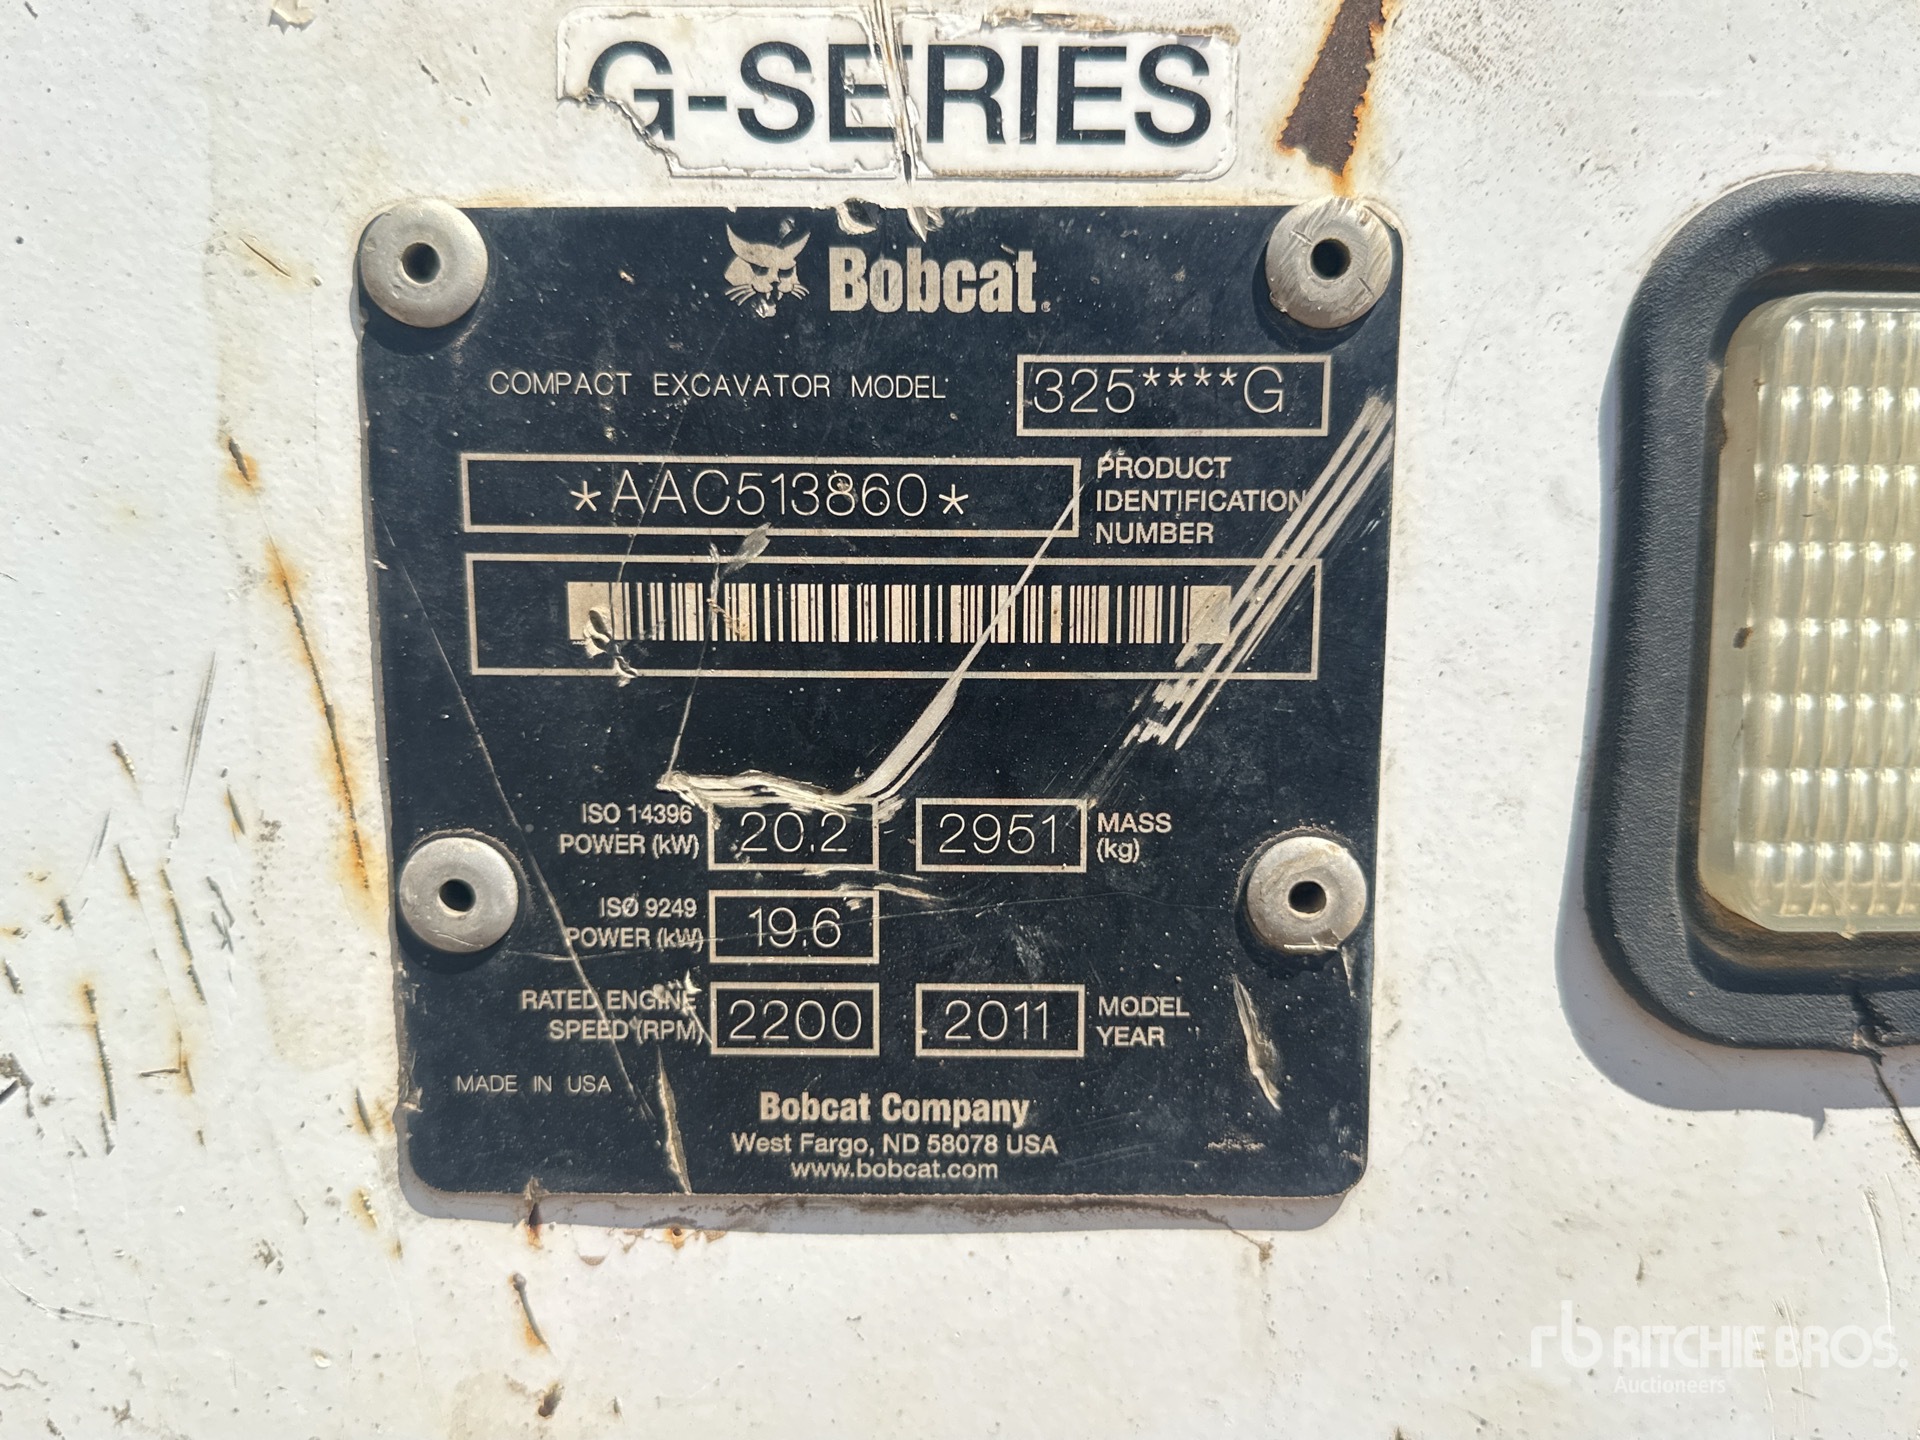 G-SERIES
Bobcat®
COMPACT EXCAVATOR MODEL 325****G
*AAC513860* PRODUCT IDENTIFICATION NUMBER
ISO 14396 POWER (kW) 20.2 2951 MASS (kg)
ISO 9249 POWER (kW) 19.6
RATED ENGINE SPEED (RPM) 2200 2011 MODEL YEAR
MADE IN USA
Bobcat Company
West Fargo, ND 58078 USA
www.bobcat.com
rb RITCHIE BROS.
Auctioneers